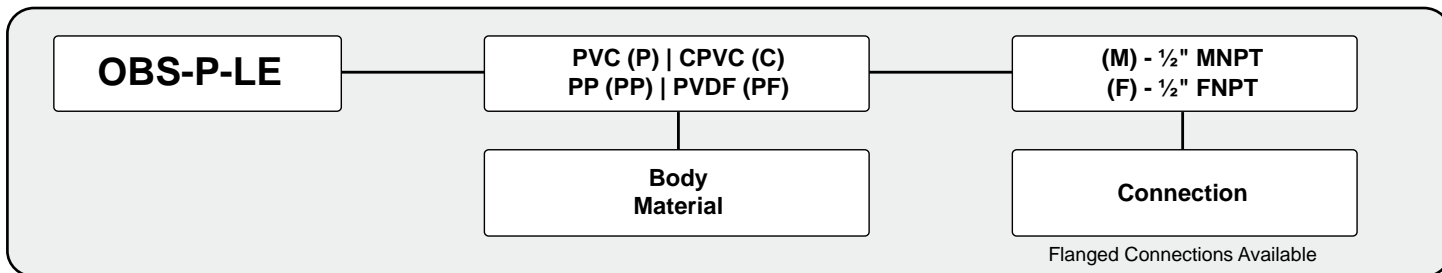 OBS-P-LE
PVC (P) | CPVC (C)
PP (PP) | PVDF (PF)
(M) - ½" MNPT
(F) - ½" FNPT
Body
Material
Connection
Flanged Connections Available